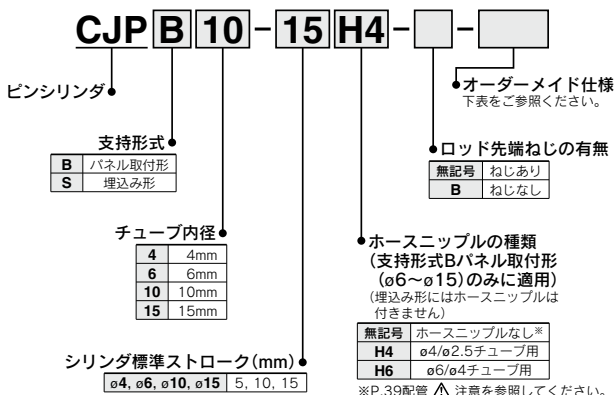 CJP B 10 - 15 H4 - -
ピンシリンダ
オーダーメイド仕様
下表をご参照ください。
支持形式
B パネル取付形
S 埋込み形
ロッド先端ねじの有無
無記号 ねじあり
B ねじなし
チューブ内径
4 4mm
6 6mm
10 10mm
15 15mm
ホースニップルの種類
(支持形式Bパネル取付形
(ø6~ø15)のみに適用)
(埋込み形にはホースニップルは
付きません)
無記号 ホースニップルなし※
H4 ø4/ø2.5チューブ用
H6 ø6/ø4チューブ用
※P.39配管 ⚠ 注意を参照してください。
シリンダ標準ストローク(mm)
ø4, ø6, ø10, ø15 5, 10, 15